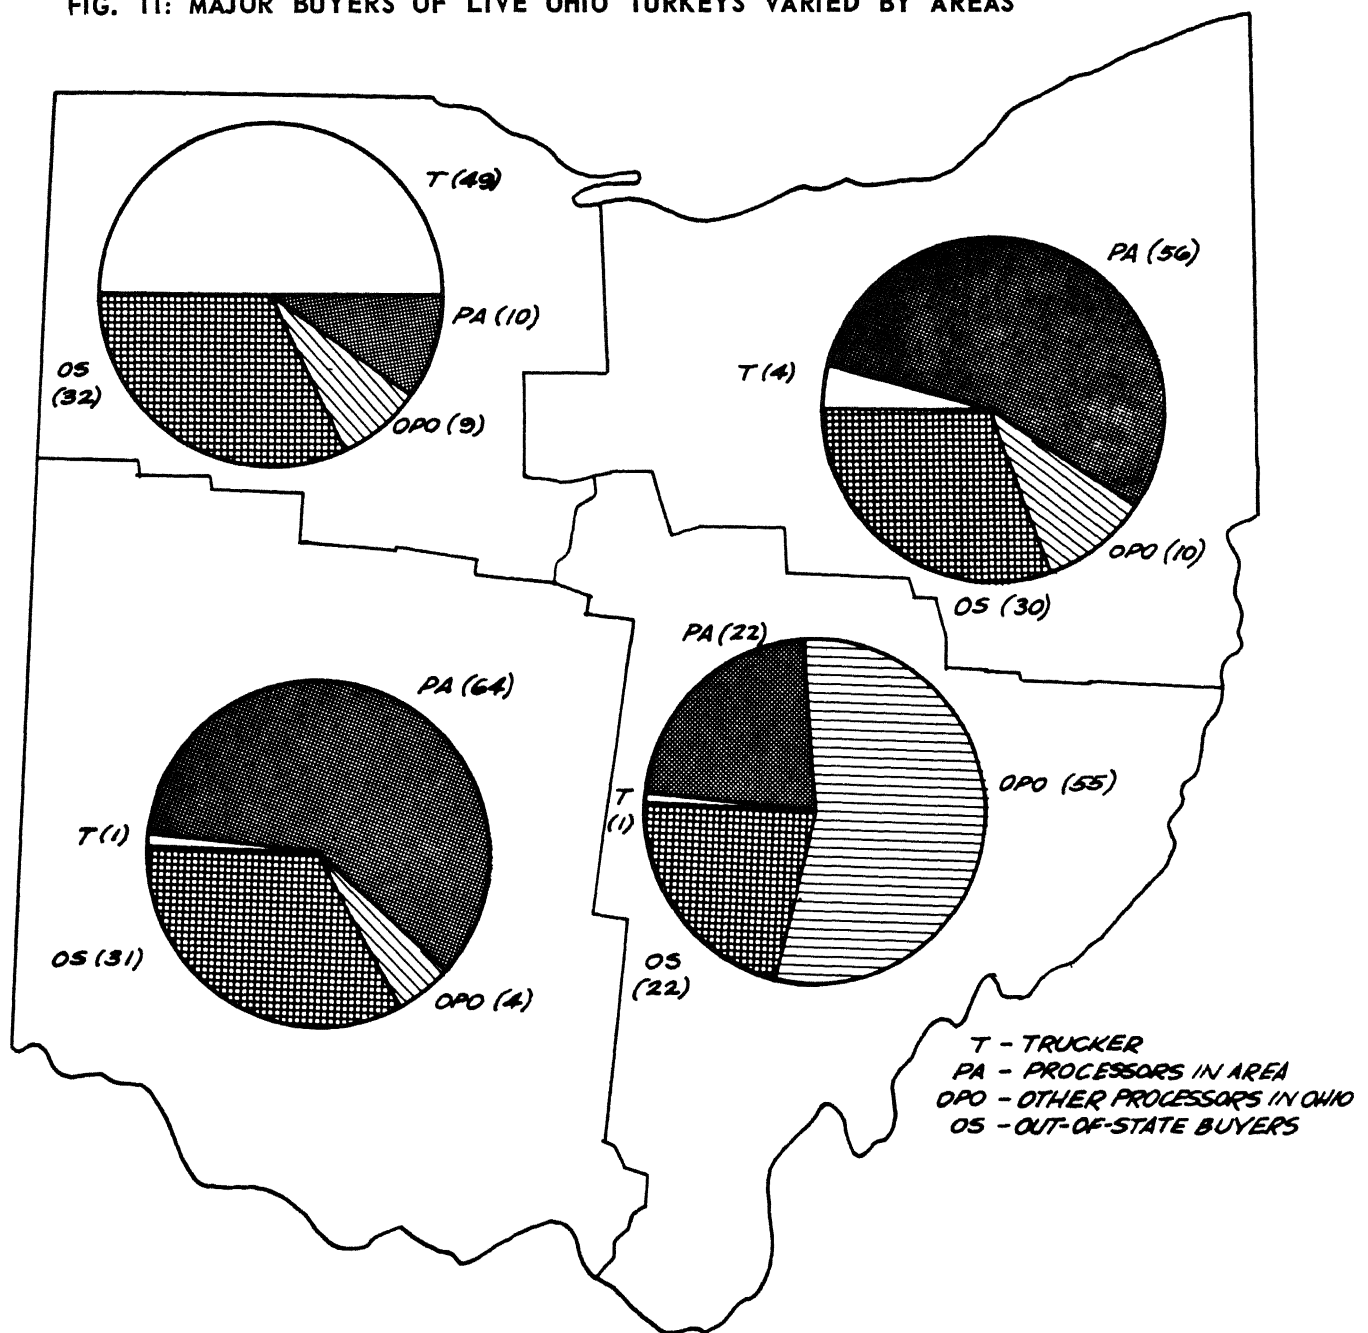 FIG. 11: MAJOR BUYERS OF LIVE OHIO TURKEYS VARIED BY AREAS
T (49)
PA (10)
OS
(32)
OPO (9)
PA (56)
T (4)
OPO (10)
OS (30)
PA (64)
T (1)
OS (31)
OPO (4)
PA (22)
T
(1)
OPO (55)
OS
(22)
T - TRUCKER
PA - PROCESSORS IN AREA
OPO - OTHER PROCESSORS IN OHIO
OS - OUT-OF-STATE BUYERS